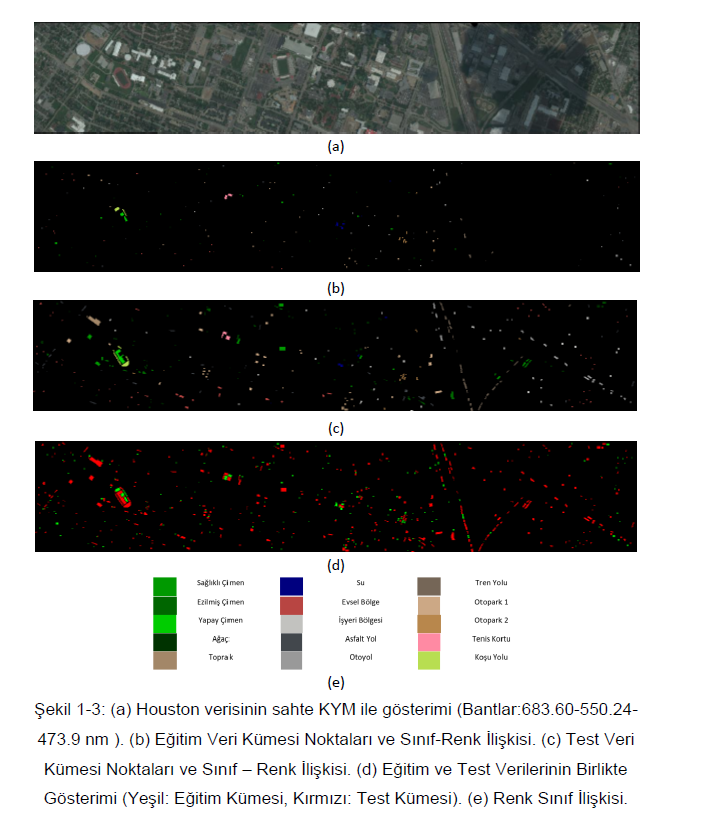 (a)
(b)
(c)
(d)
Sağlıklı Çimen
Su
Tren Yolu
Ezilmiş Çimen
Evsel Bölge
Otopark 1
Yapay Çimen
İşyeri Bölgesi
Otopark 2
Ağaç
Asfalt Yol
Tenis Kortu
Toprak
Otoyol
Koşu Yolu
(e)
Şekil 1-3: (a) Houston verisinin sahte KYM ile gösterimi (Bantlar:683.60-550.24-
473.9 nm ). (b) Eğitim Veri Kümesi Noktaları ve Sınıf-Renk İlişkisi. (c) Test Veri
Kümesi Noktaları ve Sınıf – Renk İlişkisi. (d) Eğitim ve Test Verilerinin Birlikte
Gösterimi (Yeşil: Eğitim Kümesi, Kırmızı: Test Kümesi). (e) Renk Sınıf İlişkisi.